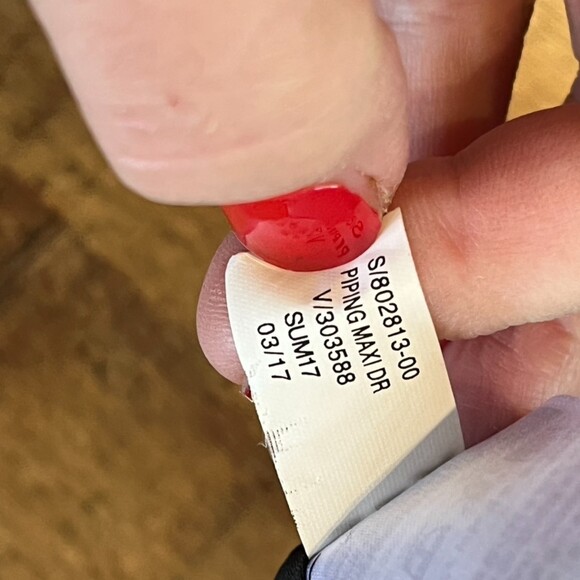 S/802813-00
PIPING MAXI DR
V/303588
SUM17
03/17